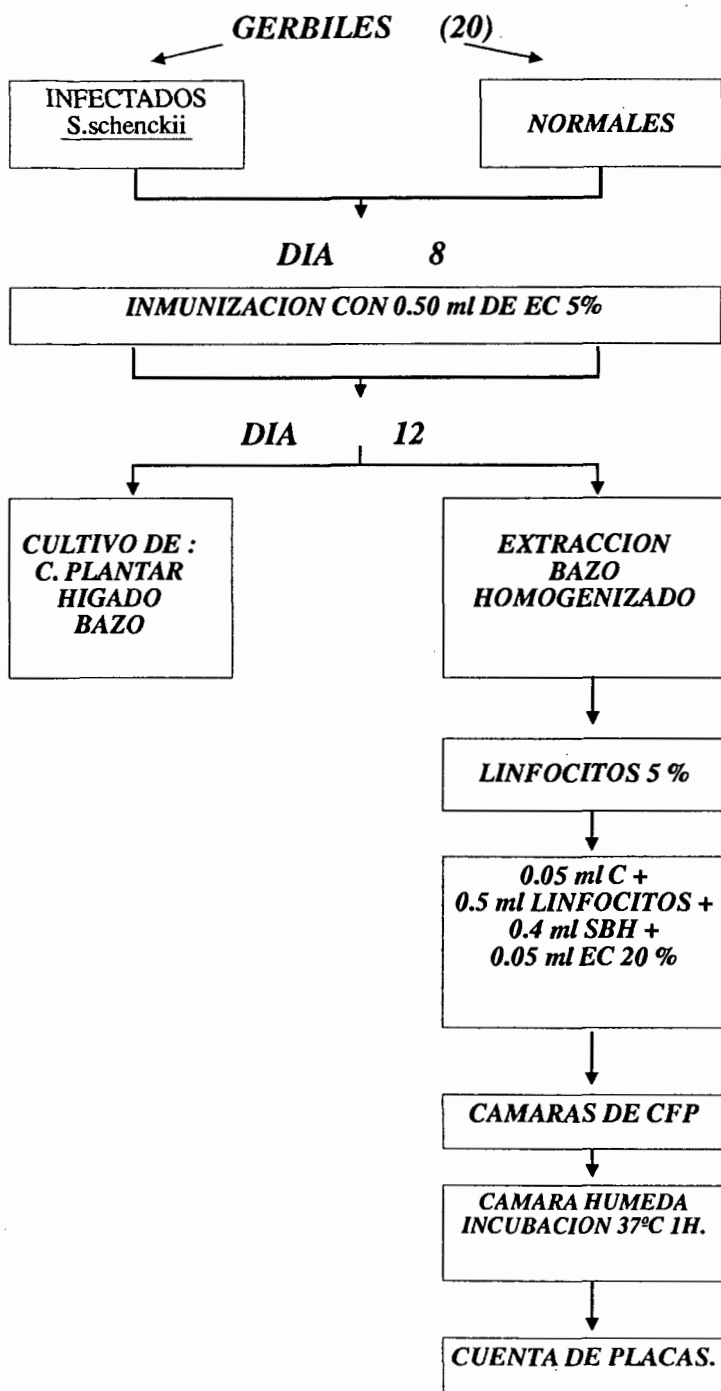 GERBILES (20)
INFECTADOS
S.schenckii
NORMALES
DIA 8
INMUNIZACION CON 0.50 ml DE EC 5%
DIA 12
CULTIVO DE :
C. PLANTAR
HIGADO
BAZO
EXTRACCION
BAZO
HOMOGENIZADO
LINFOCITOS 5 %
0.05 ml C +
0.5 ml LINFOCITOS +
0.4 ml SBH +
0.05 ml EC 20 %
CAMARAS DE CFP
CAMARA HUMEDA
INCUBACION 37ºC 1H.
CUENTA DE PLACAS.